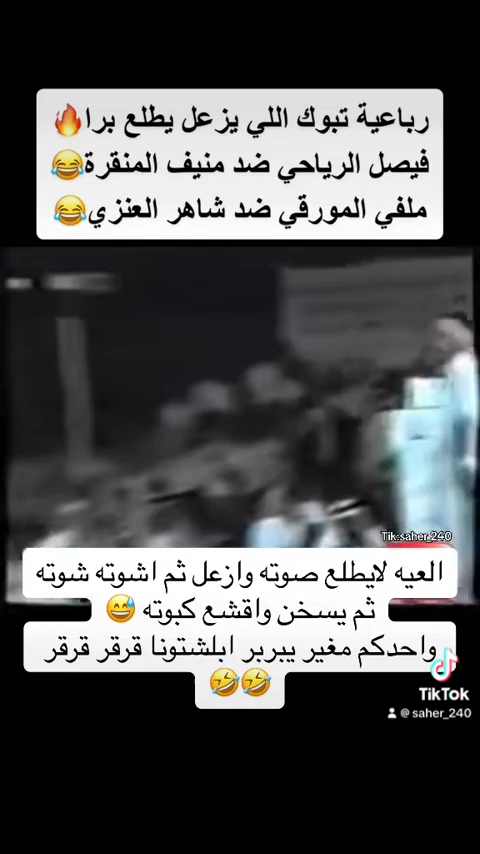 رباعية تبوك اللي يزعل يطلع برا🔥
فيصل الرياحي ضد منيف المنقرة😂
ملفي المورقي ضد شاهر العنزي😂
Tik:saher_240
العيه لايطلع صوته وازعل ثم اشوته شوته
ثم يسخن واقشع كبوته 😅
واحدكم مغير يبربر ابلشتونا قرقر قرقر
🤣🤣
TikTok
@saher_240